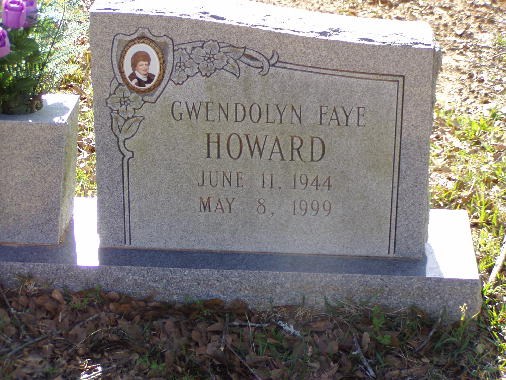 GWENDOLYN FAYE
HOWARD
JUNE 11, 1944
MAY 8, 1999